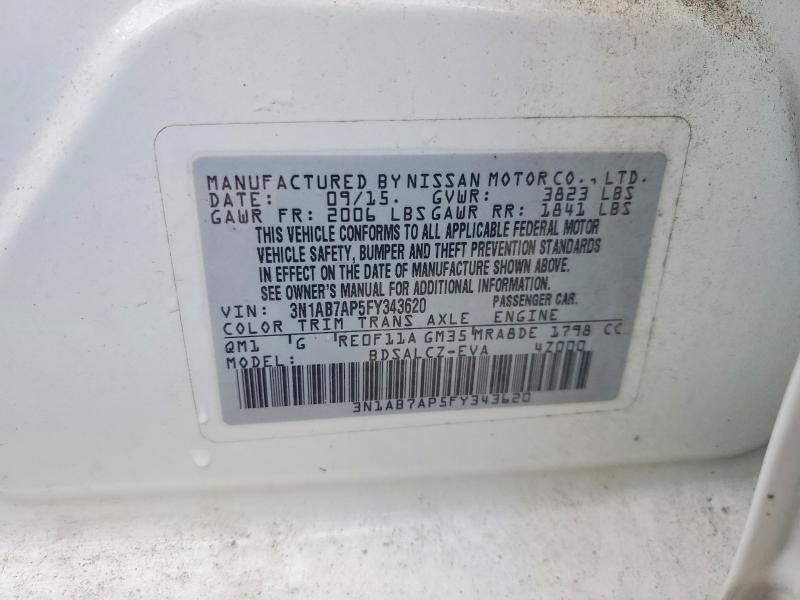 MANUFACTURED BY NISSAN MOTOR CO., LTD.
DATE: 09/15. GVWR: 3823 LBS
GAWR FR: 2006 LBS GAWR RR: 1841 LBS
THIS VEHICLE CONFORMS TO ALL APPLICABLE FEDERAL MOTOR
VEHICLE SAFETY, BUMPER AND THEFT PREVENTION STANDARDS
IN EFFECT ON THE DATE OF MANUFACTURE SHOWN ABOVE.
SEE OWNER'S MANUAL FOR ADDITIONAL INFORMATION.
VIN: 3N1AB7AP5FY343620 PASSENGER CAR.
COLOR TRIM TRANS AXLE ENGINE
QM1 G RE0F11A GM35 MRA8DE 1798 CC
MODEL: BDSALCZ-EVA 4Z000
3N1AB7AP5FY343620